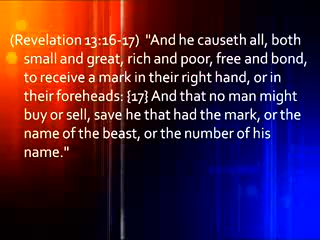 (Revelation 13:16-17) "And he causeth all, both
small and great, rich and poor, free and bond,
to receive a mark in their right hand, or in
their foreheads: {17} And that no man might
buy or sell, save he that had the mark, or the
name of the beast, or the number of his
name."